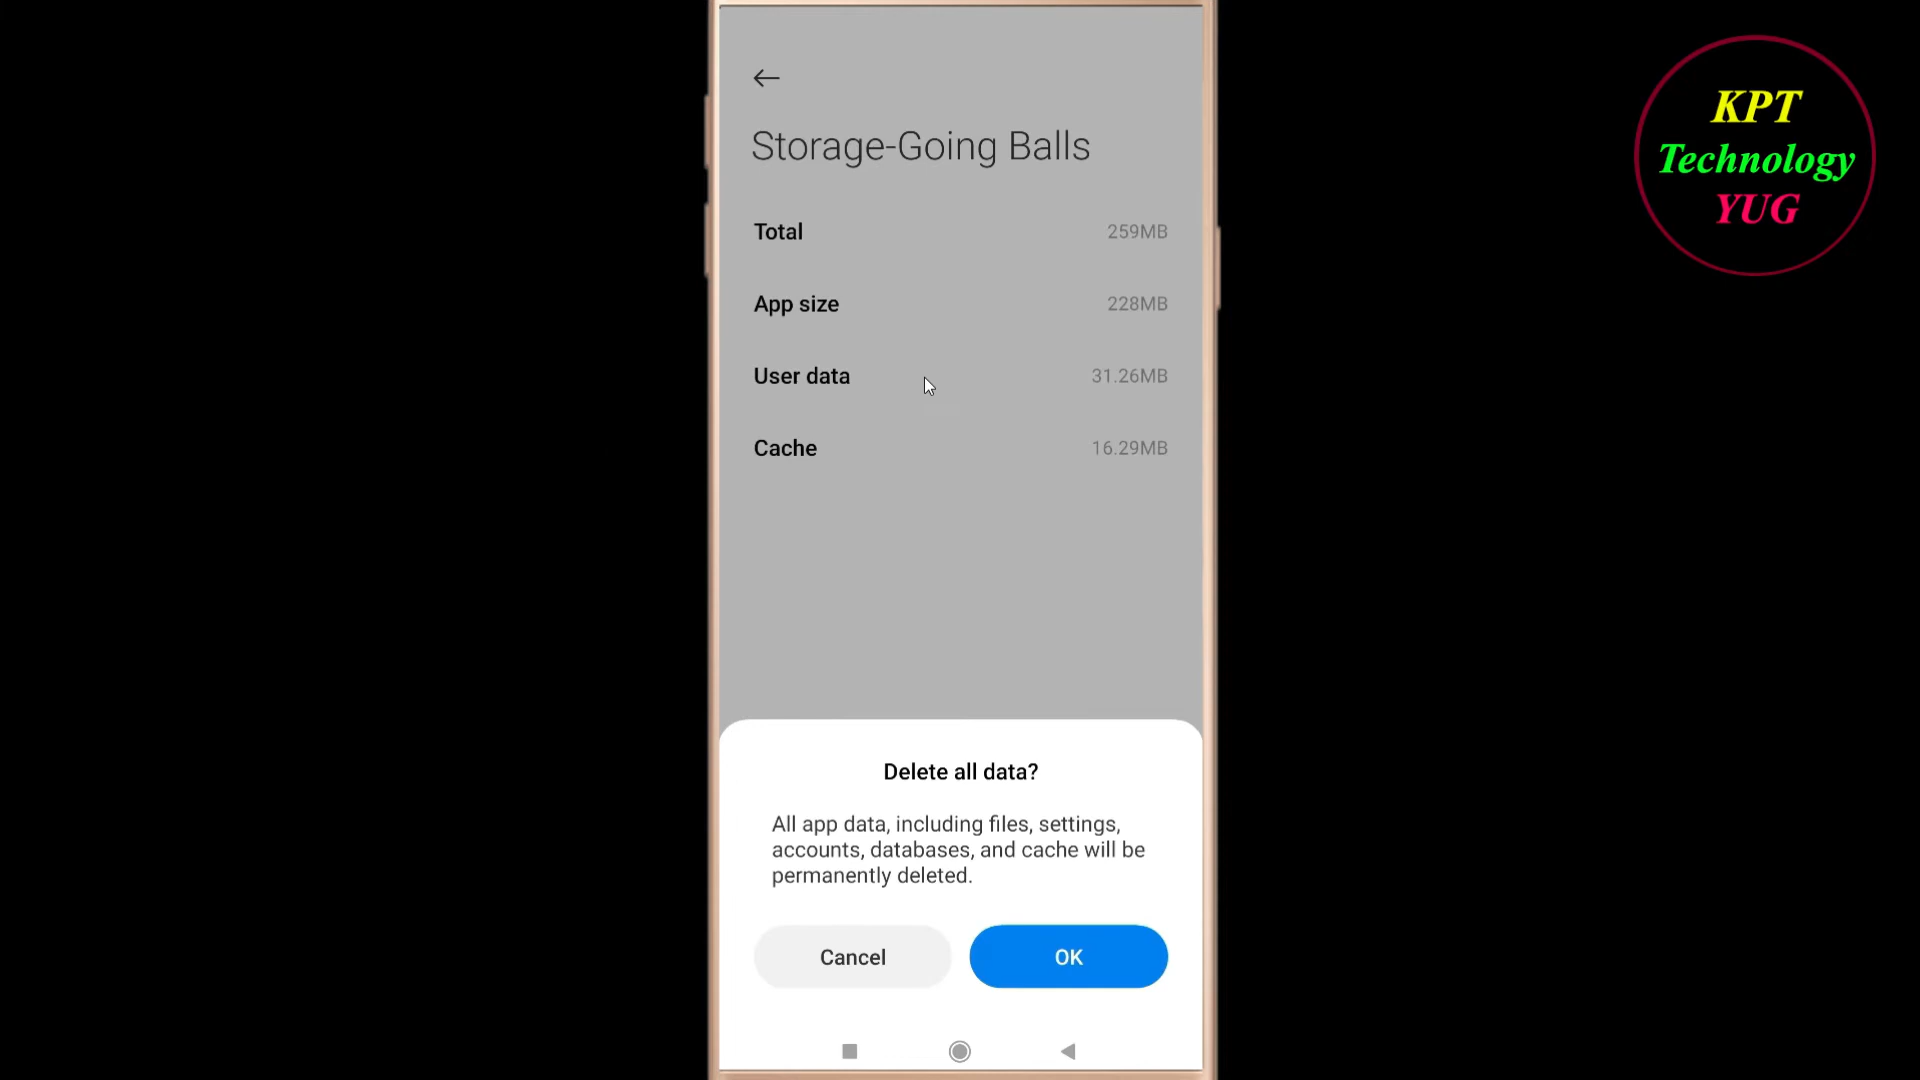 KPT
Technology
YUG
Storage-Going Balls
Total 259MB
App size 228MB
User data 31.26MB
Cache 16.29MB
Delete all data?
All app data, including files, settings,
accounts, databases, and cache will be
permanently deleted.
Cancel OK